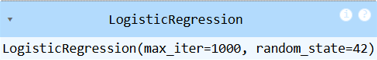 LogisticRegression
LogisticRegression(max_iter=1000, random_state=42)